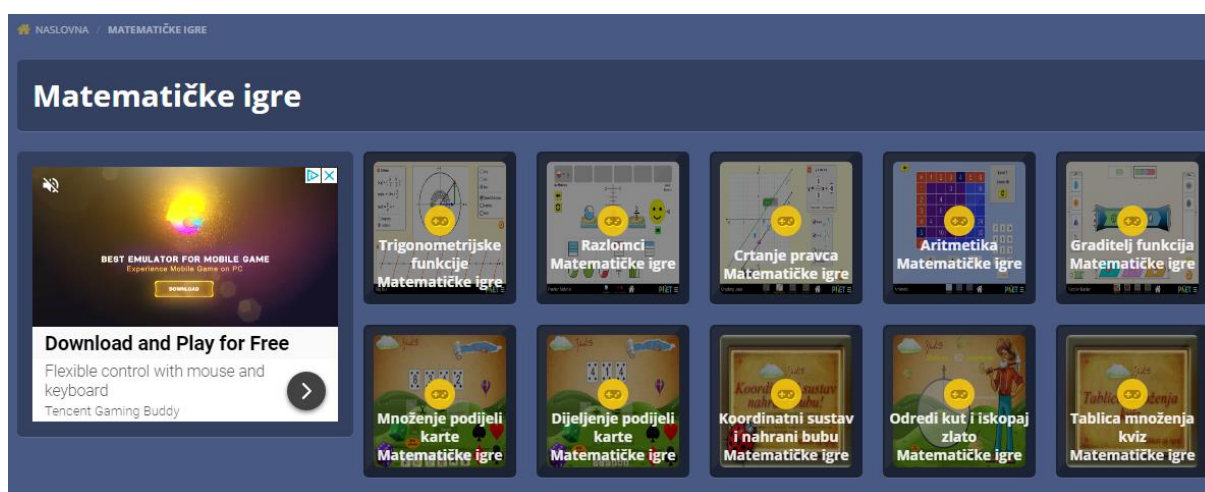 NASLOVNA / MATEMATIČKE IGRE
Matematičke igre
BEST EMULATOR FOR MOBILE GAME
Experience Mobile Game on PC
DOWNLOAD
Download and Play for Free
Flexible control with mouse and
keyboard
Tencent Gaming Buddy
Trigonometrijske
funkcije
Matematičke igre
Razlomci
Matematičke igre
Crtanje pravca
Matematičke igre
Aritmetika
Matematičke igre
Graditelj funkcija
Matematičke igre
Množenje podijeli
karte
Matematičke igre
Dijeljenje podijeli
karte
Matematičke igre
Koordinatni sustav
i nahrani bubu
Matematičke igre
Odredi kut i iskopaj
zlato
Matematičke igre
Tablica množenja
kviz
Matematičke igre